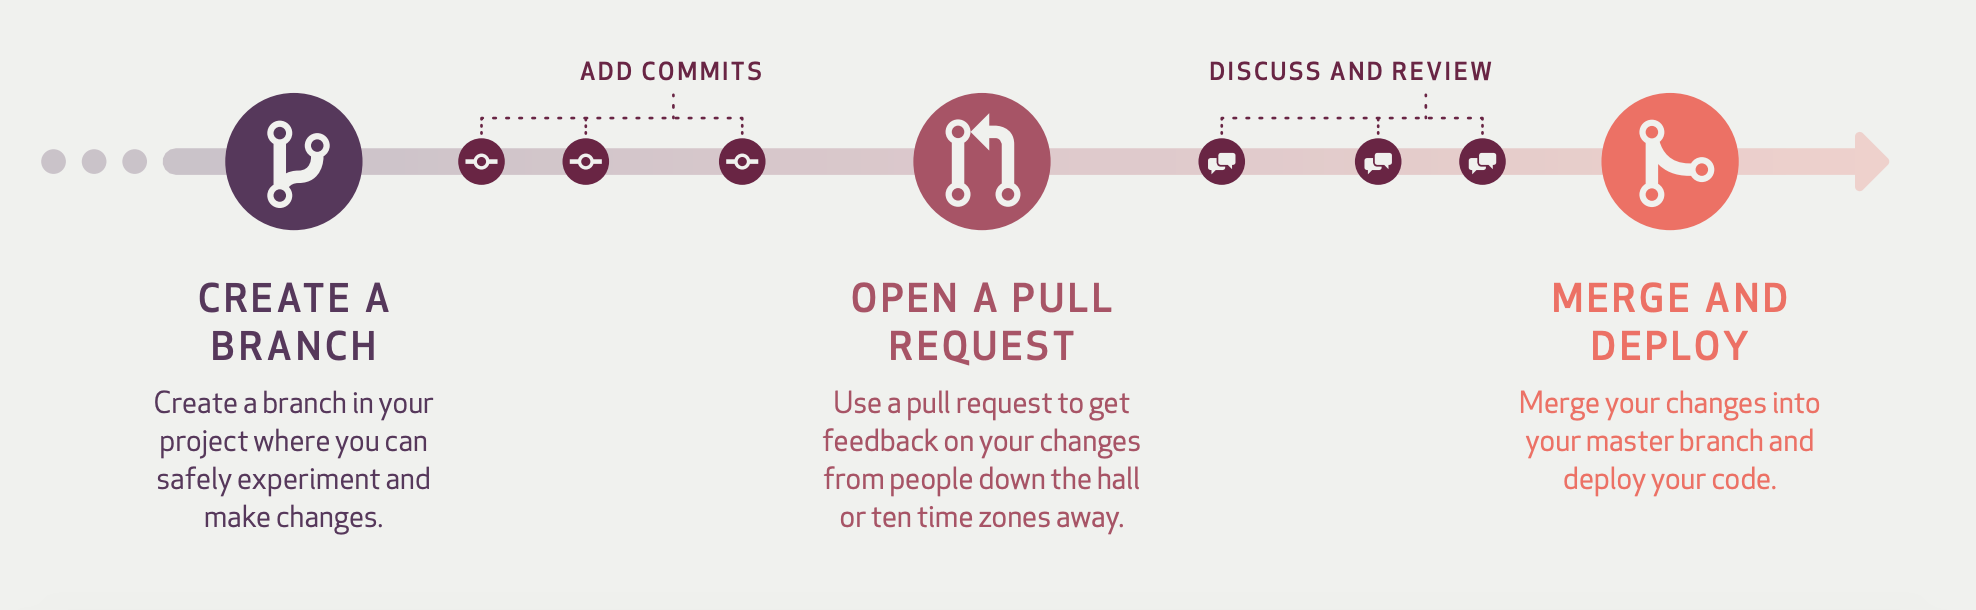 ADD COMMITS
DISCUSS AND REVIEW
CREATE A
BRANCH
Create a branch in your
project where you can
safely experiment and
make changes.
OPEN A PULL
REQUEST
Use a pull request to get
feedback on your changes
from people down the hall
or ten time zones away.
MERGE AND
DEPLOY
Merge your changes into
your master branch and
deploy your code.